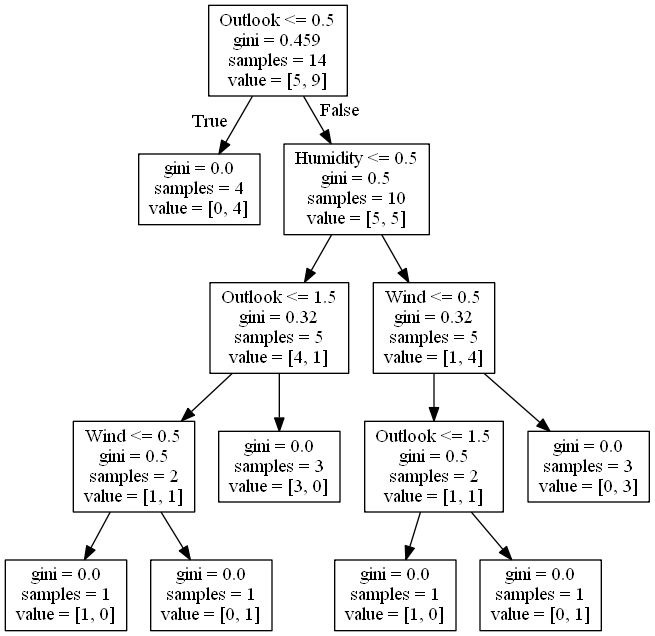 Outlook <= 0.5
gini = 0.459
samples = 14
value = [5, 9]
True
False
gini = 0.0
samples = 4
value = [0, 4]
Humidity <= 0.5
gini = 0.5
samples = 10
value = [5, 5]
Outlook <= 1.5
gini = 0.32
samples = 5
value = [4, 1]
Wind <= 0.5
gini = 0.32
samples = 5
value = [1, 4]
Wind <= 0.5
gini = 0.5
samples = 2
value = [1, 1]
gini = 0.0
samples = 3
value = [3, 0]
Outlook <= 1.5
gini = 0.5
samples = 2
value = [1, 1]
gini = 0.0
samples = 3
value = [0, 3]
gini = 0.0
samples = 1
value = [1, 0]
gini = 0.0
samples = 1
value = [0, 1]
gini = 0.0
samples = 1
value = [1, 0]
gini = 0.0
samples = 1
value = [0, 1]